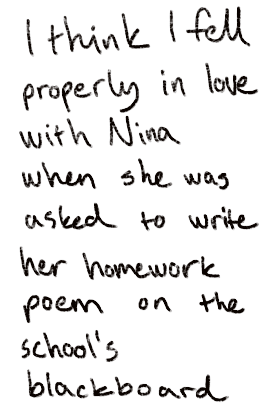 I think I fell
properly in love
with Nina
when she was
asked to write
her homework
poem on the
school's
blackboard